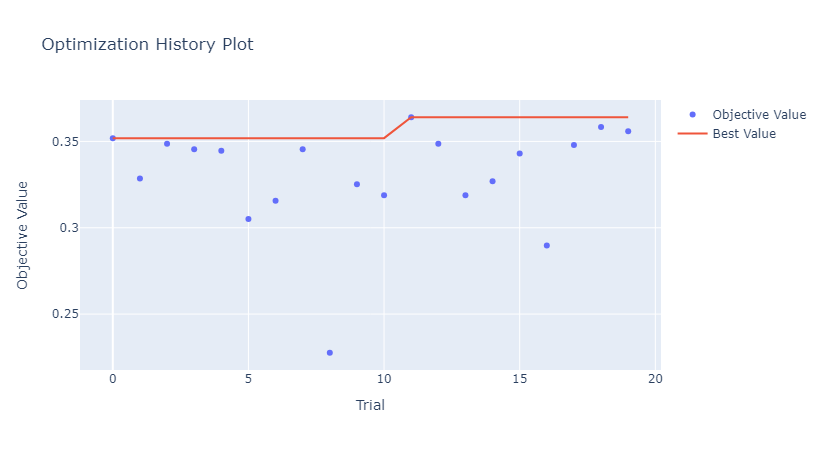 Optimization History Plot
Objective Value
Best Value
0.35
0.3
0.25
Objective Value
0
5
10
15
20
Trial